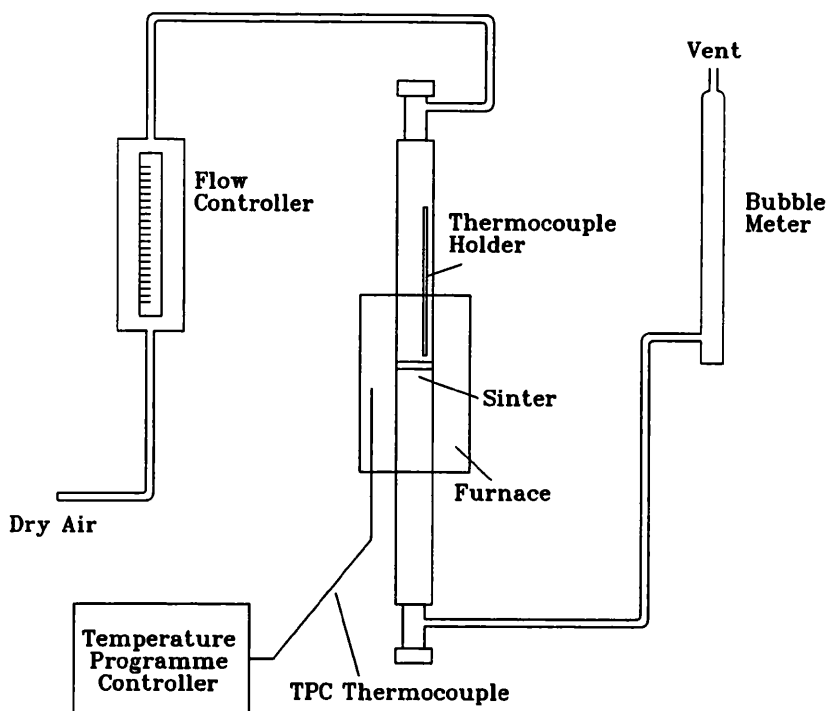 Vent
Flow
Controller
Thermocouple
Holder
Bubble
Meter
Sinter
Furnace
Dry Air
Temperature
Programme
Controller
TPC Thermocouple